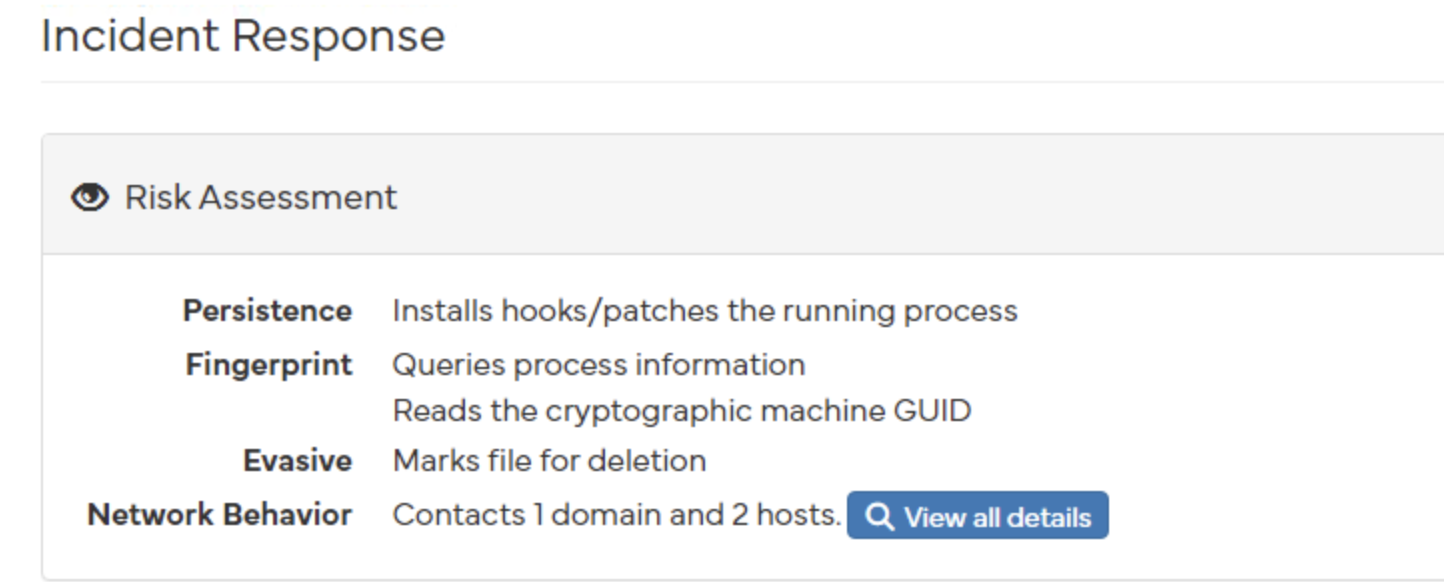 Incident Response
Risk Assessment
Persistence Installs hooks/patches the running process
Fingerprint Queries process information
Reads the cryptographic machine GUID
Evasive Marks file for deletion
Network Behavior Contacts 1 domain and 2 hosts. View all details